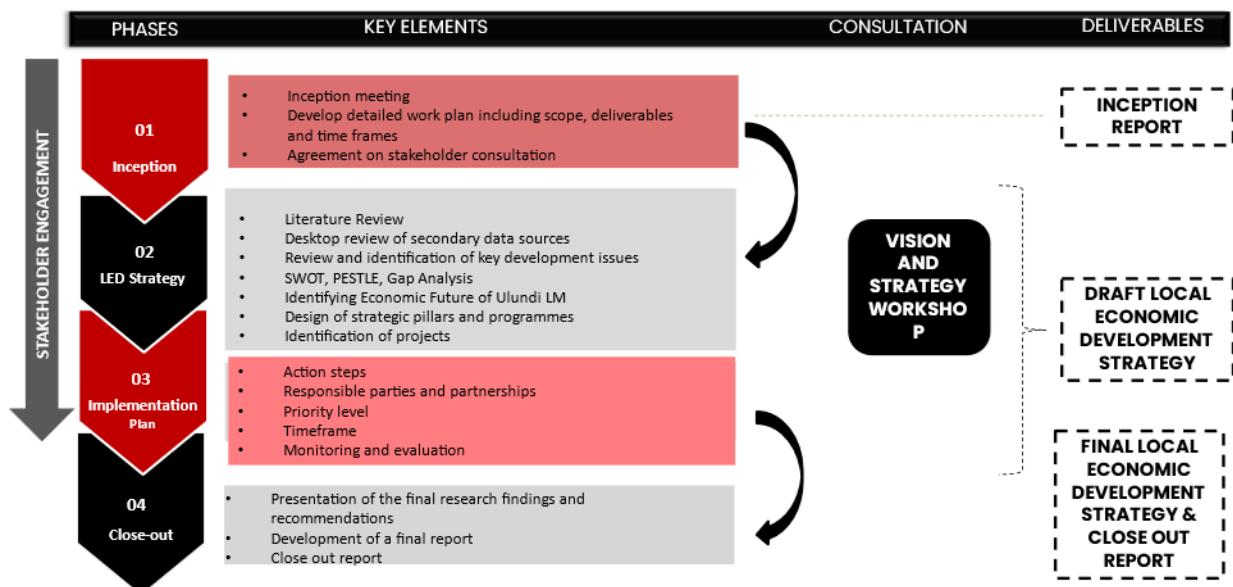 PHASES
KEY ELEMENTS
CONSULTATION
DELIVERABLES
STAKEHOLDER ENGAGEMENT
01
Inception
• Inception meeting
• Develop detailed work plan including scope, deliverables
and time frames
• Agreement on stakeholder consultation
INCEPTION
REPORT
02
LED Strategy
• Literature Review
• Desktop review of secondary data sources
• Review and identification of key development issues
• SWOT, PESTLE, Gap Analysis
• Identifying Economic Future of Ulundi LM
• Design of strategic pillars and programmes
• Identification of projects
VISION
AND
STRATEGY
WORKSHO
P
DRAFT LOCAL
ECONOMIC
DEVELOPMENT
STRATEGY
03
Implementation
Plan
• Action steps
• Responsible parties and partnerships
• Priority level
• Timeframe
• Monitoring and evaluation
04
Close-out
• Presentation of the final research findings and
recommendations
• Development of a final report
• Close out report
FINAL LOCAL
ECONOMIC
DEVELOPMENT
STRATEGY &
CLOSE OUT
REPORT